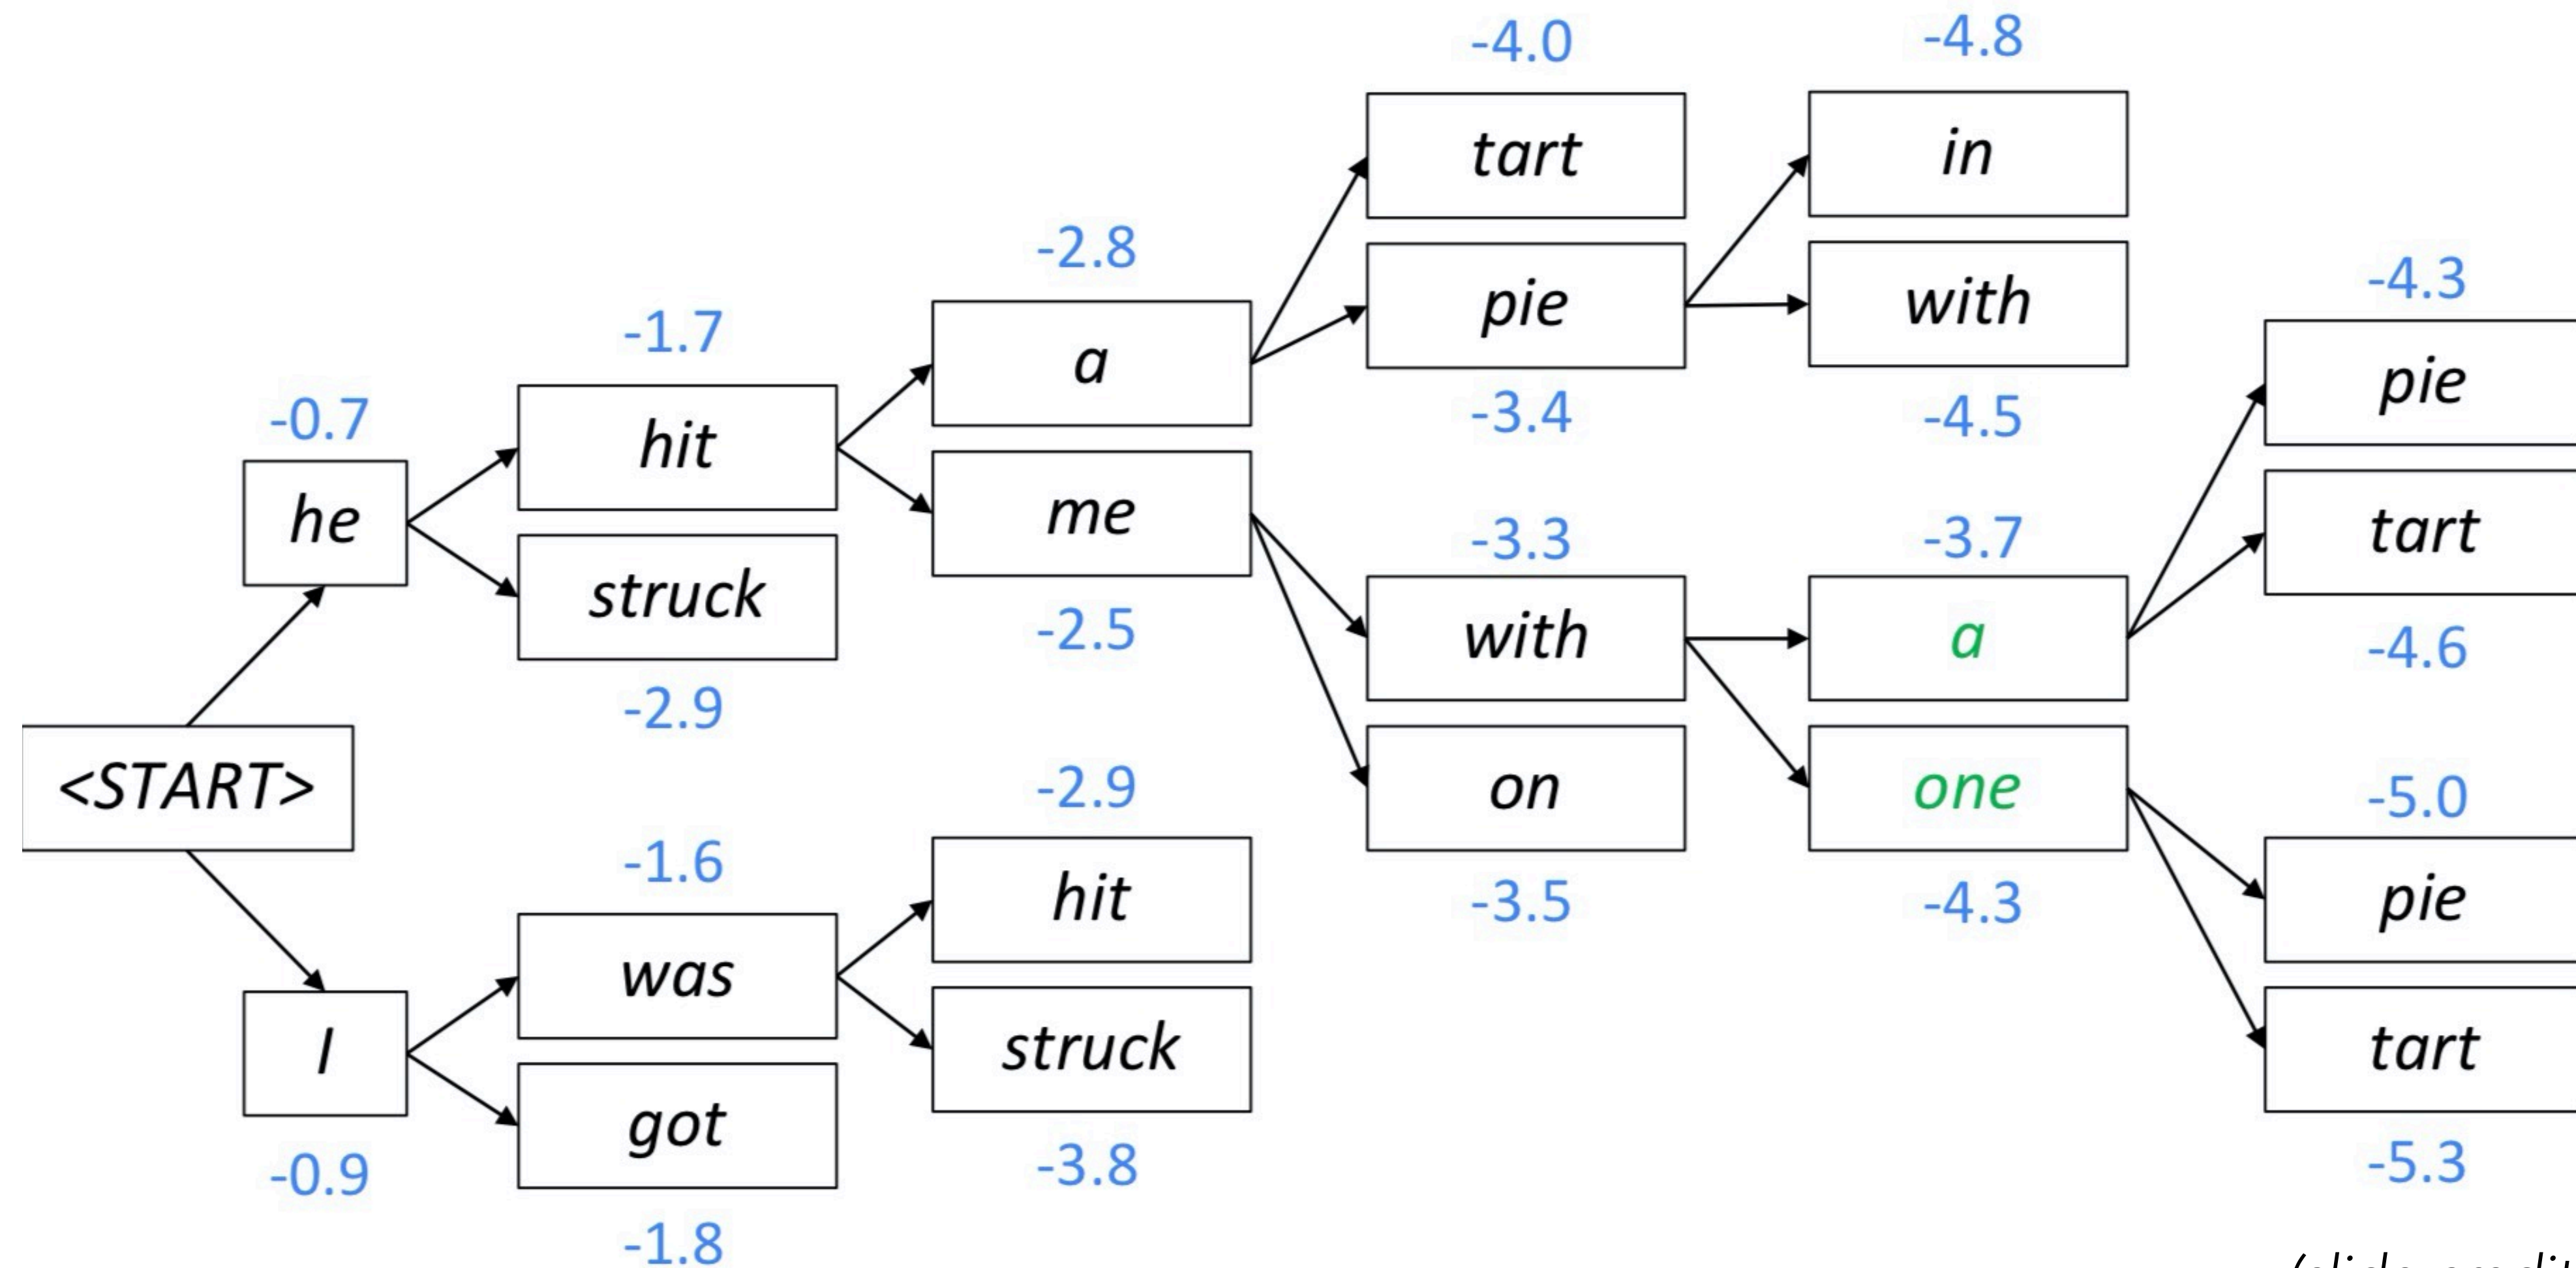 -4.0
-4.8
tart
in
-2.8
-4.3
-1.7
pie
with
a
pie
-0.7
-3.4
-4.5
hit
he
me
-3.3
-3.7
tart
struck
with
a
-2.5
-4.6
-2.9
<START>
-2.9
on
one
-5.0
-1.6
hit
-3.5
-4.3
pie
was
I
struck
tart
got
-0.9
-3.8
-5.3
-1.8